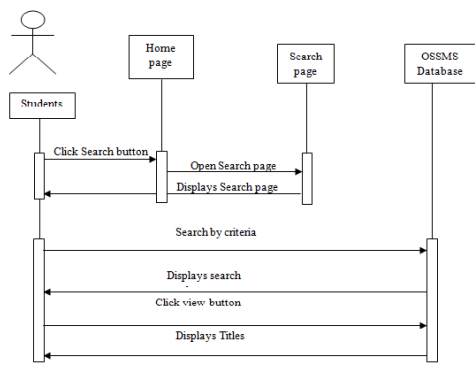 Home
page
Search
page
OSSMS
Database
Students
Click Search button
Open Search page
Displays Search page
Search by criteria
Displays search
Click view button
Displays Titles